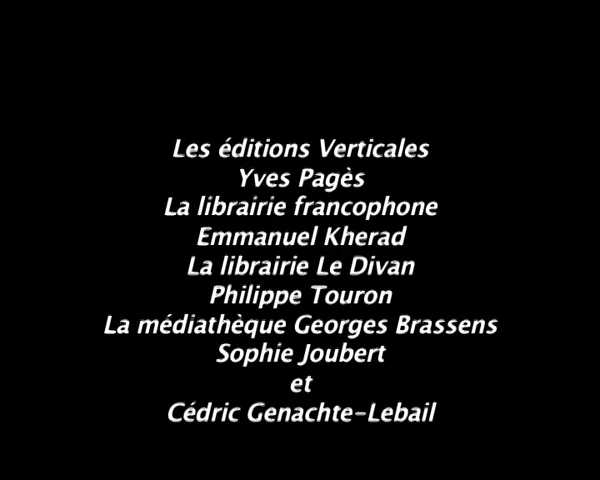 Les éditions Verticales
Yves Pagès
La librairie francophone
Emmanuel Kherad
La librairie Le Divan
Philippe Touron
La médiathèque Georges Brassens
Sophie Joubert
et
Cédric Genachte-Lebail